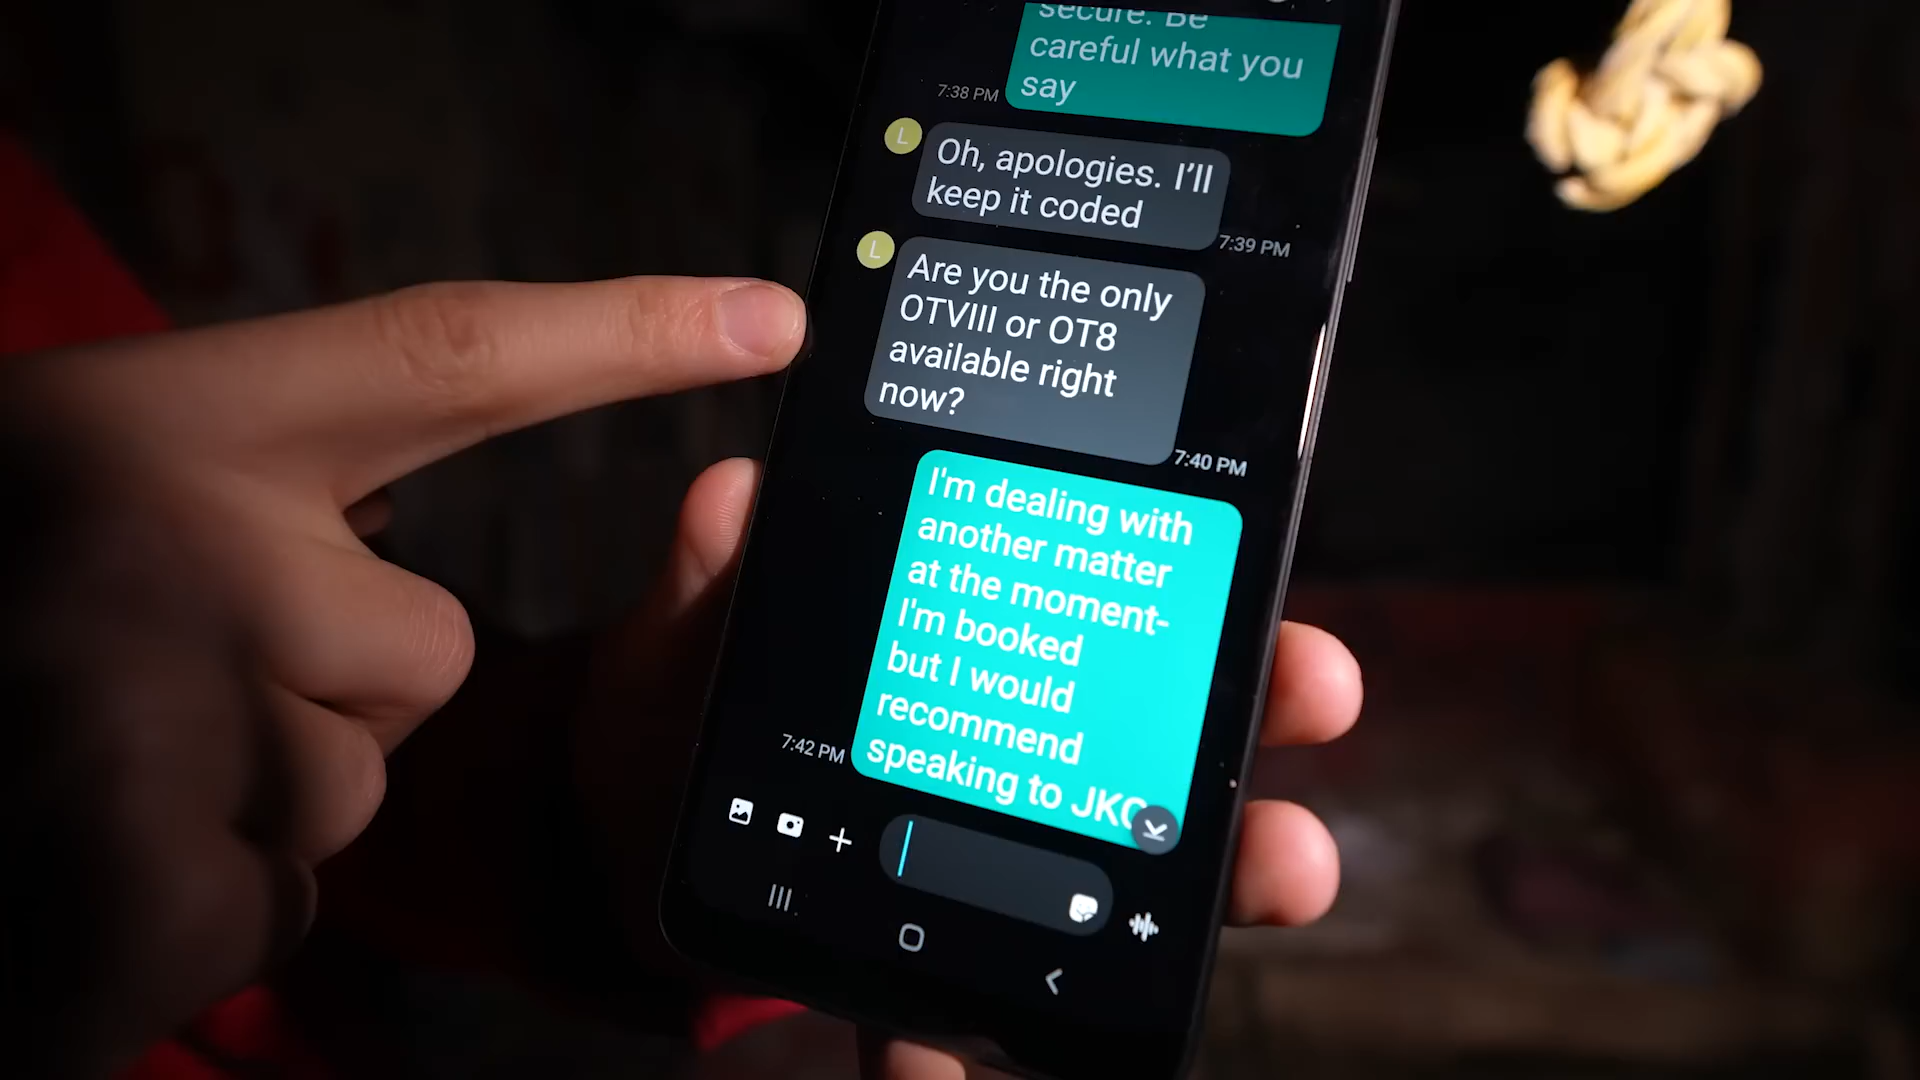 secure. Be
careful what you
say
7:38 PM
L
Oh, apologies. I’ll
keep it coded
7:39 PM
L
Are you the only
OTVIII or OT8
available right
now?
7:40 PM
I'm dealing with
another matter
at the moment-
I'm booked
but I would
recommend
speaking to
7:42 PM